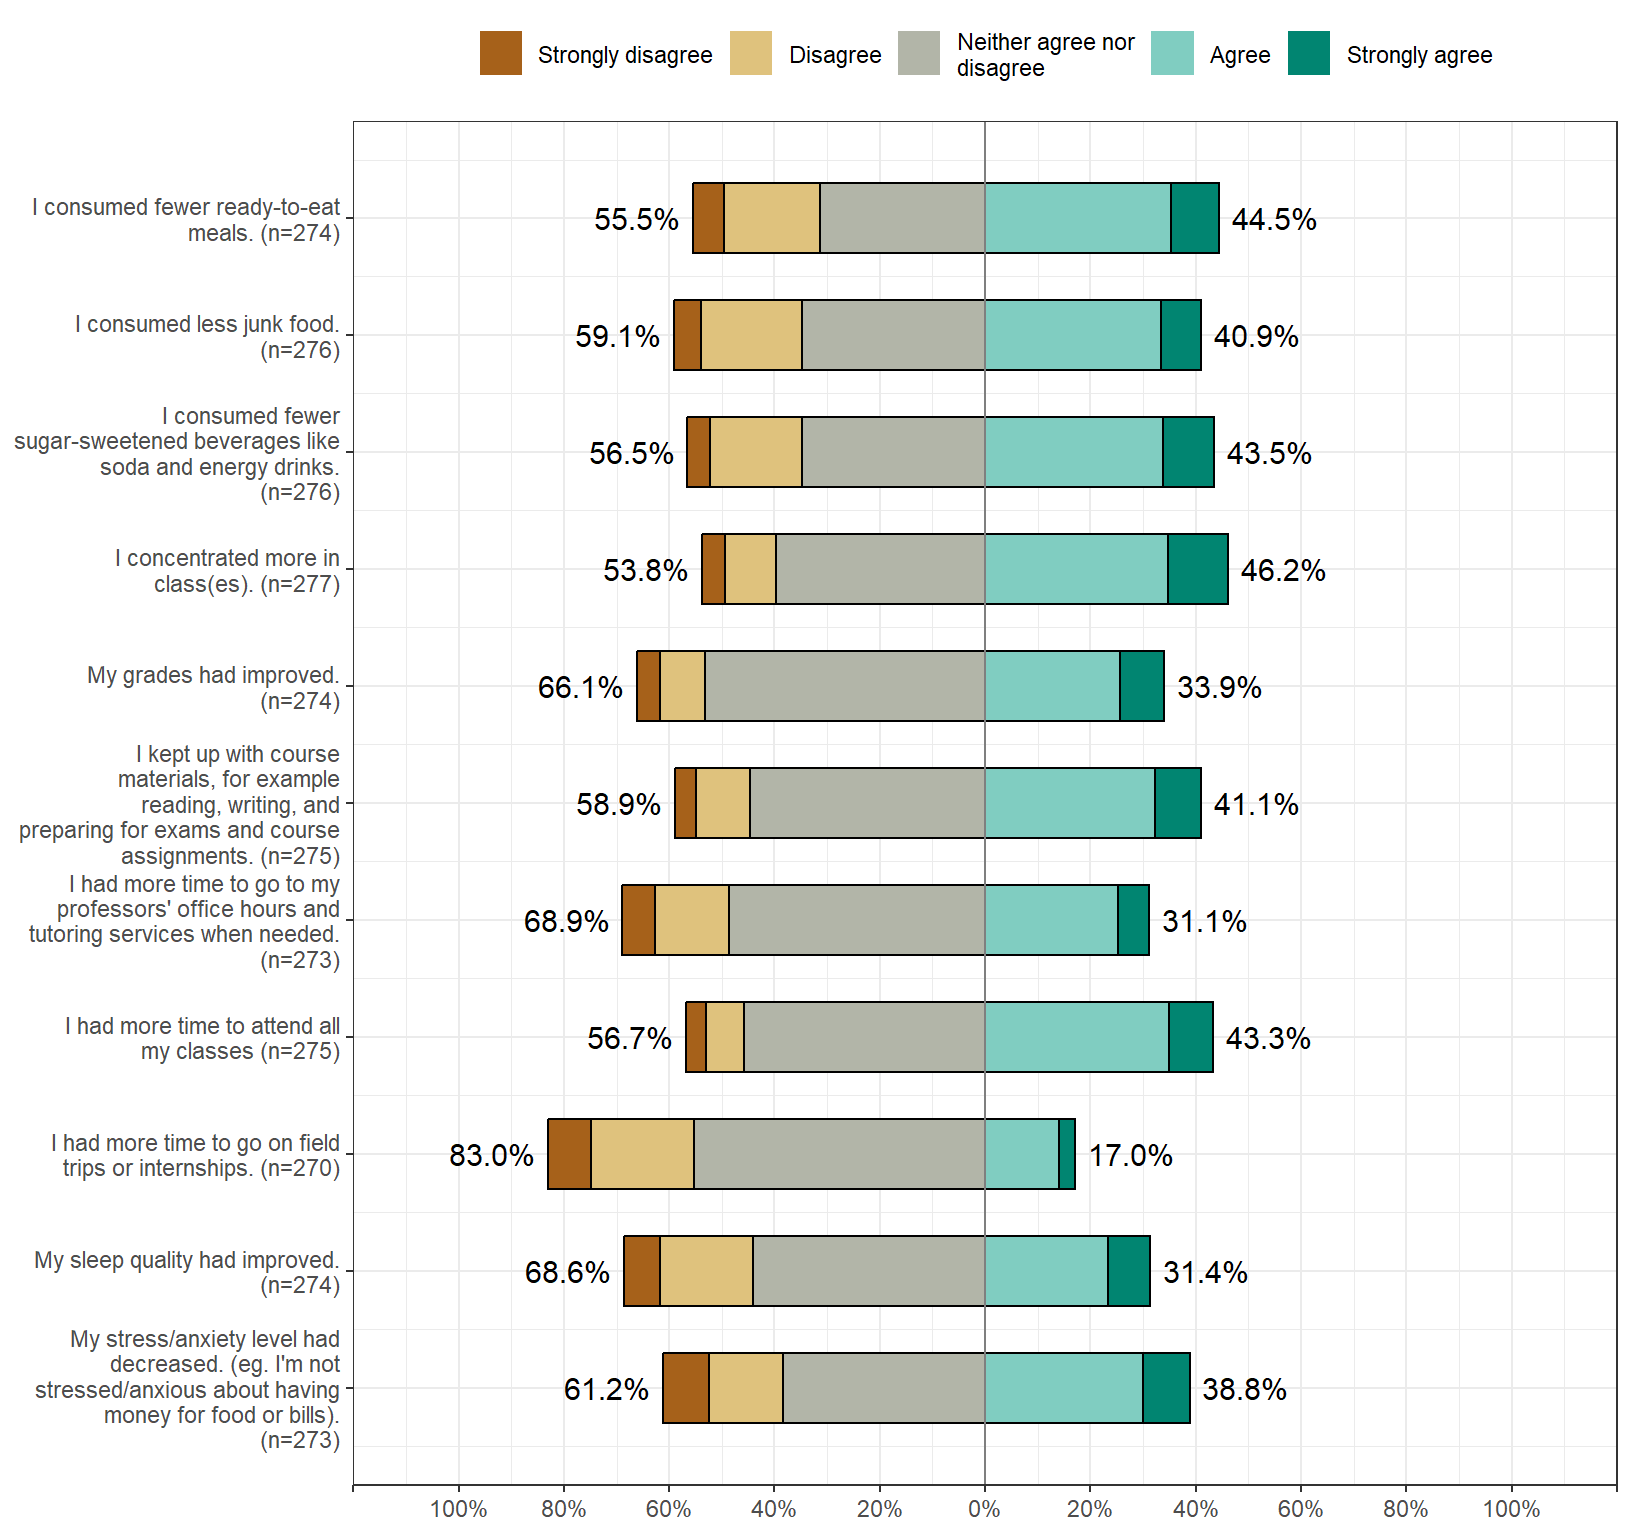 Strongly disagree
Disagree
Neither agree nor
disagree
Agree
Strongly agree
I consumed fewer ready-to-eat
meals. (n=274)
55.5%
44.5%
I consumed less junk food.
(n=276)
59.1%
40.9%
I consumed fewer
sugar-sweetened beverages like
soda and energy drinks.
(n=276)
56.5%
43.5%
I concentrated more in
class(es). (n=277)
53.8%
46.2%
My grades had improved.
(n=274)
66.1%
33.9%
I kept up with course
materials, for example
reading, writing, and
preparing for exams and course
assignments. (n=275)
58.9%
41.1%
I had more time to go to my
professors' office hours and
tutoring services when needed.
(n=273)
68.9%
31.1%
I had more time to attend all
my classes (n=275)
56.7%
43.3%
I had more time to go on field
trips or internships. (n=270)
83.0%
17.0%
My sleep quality had improved.
(n=274)
68.6%
31.4%
My stress/anxiety level had
decreased. (eg. I'm not
stressed/anxious about having
money for food or bills).
(n=273)
61.2%
38.8%
100% 80% 60% 40% 20% 0% 20% 40% 60% 80% 100%